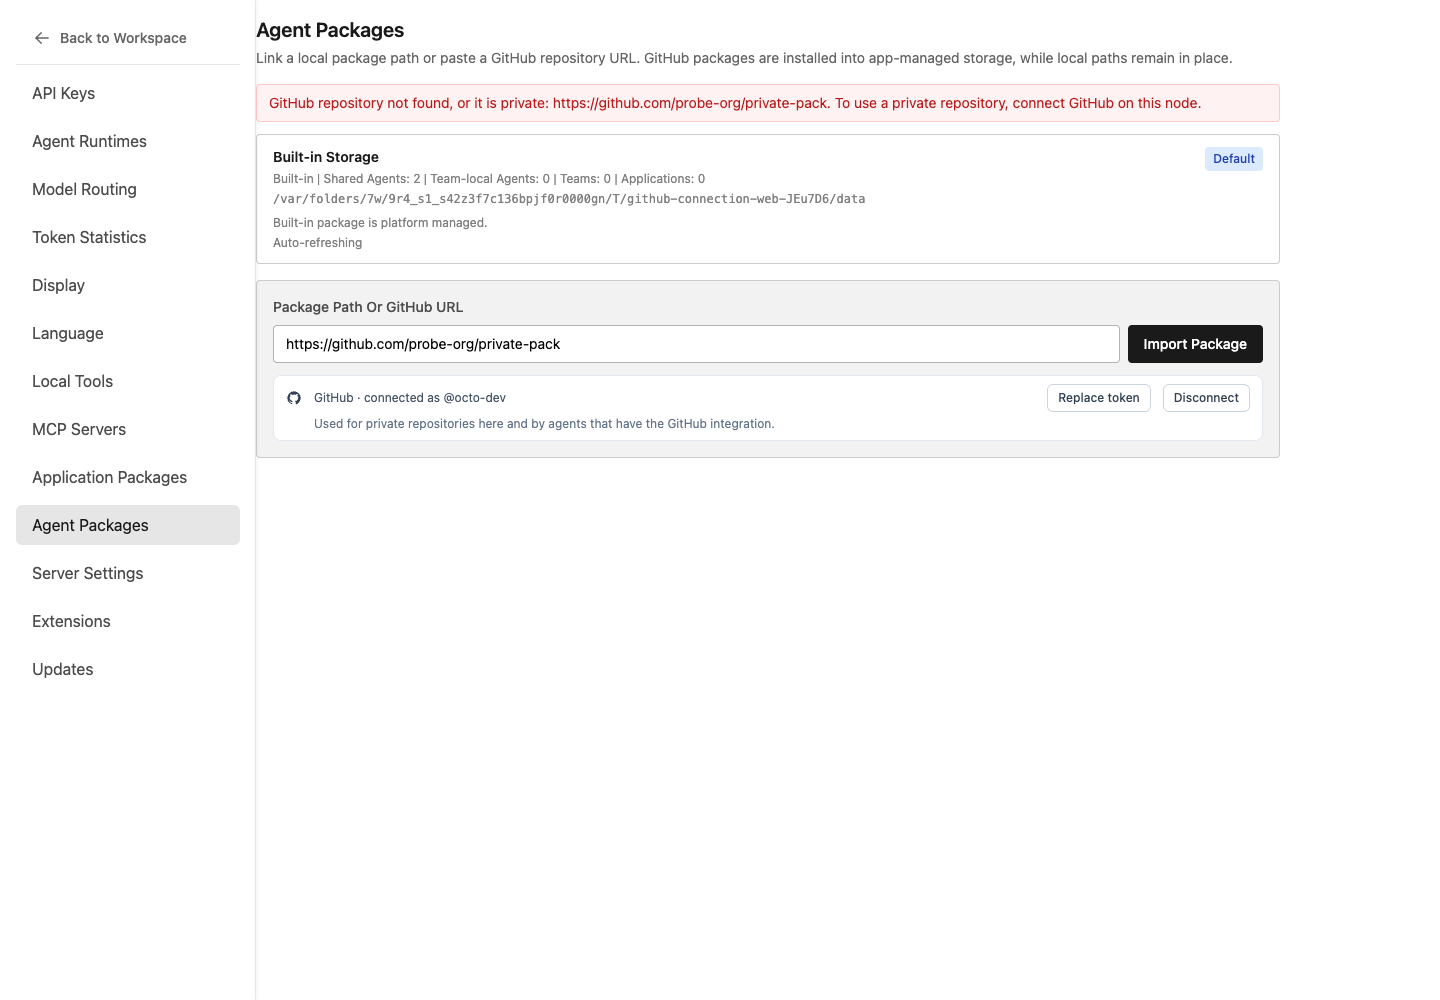 Back to Workspace
API Keys
Agent Runtimes
Model Routing
Token Statistics
Display
Language
Local Tools
MCP Servers
Application Packages
Agent Packages
Server Settings
Extensions
Updates
Agent Packages
Link a local package path or paste a GitHub repository URL. GitHub packages are installed into app-managed storage, while local paths remain in place.
GitHub repository not found, or it is private: https://github.com/probe-org/private-pack. To use a private repository, connect GitHub on this node.
Built-in Storage
Default
Built-in | Shared Agents: 2 | Team-local Agents: 0 | Teams: 0 | Applications: 0
/var/folders/7w/9r4_s1_s42z3f7c136bpjf0r0000gn/T/github-connection-web-JEu7D6/data
Built-in package is platform managed.
Auto-refreshing
Package Path Or GitHub URL
https://github.com/probe-org/private-pack
Import Package
GitHub · connected as @octo-dev
Replace token
Disconnect
Used for private repositories here and by agents that have the GitHub integration.